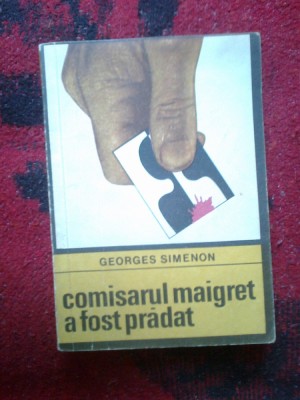 GEORGES SIMENON
comisarul maigret
a fost prădat